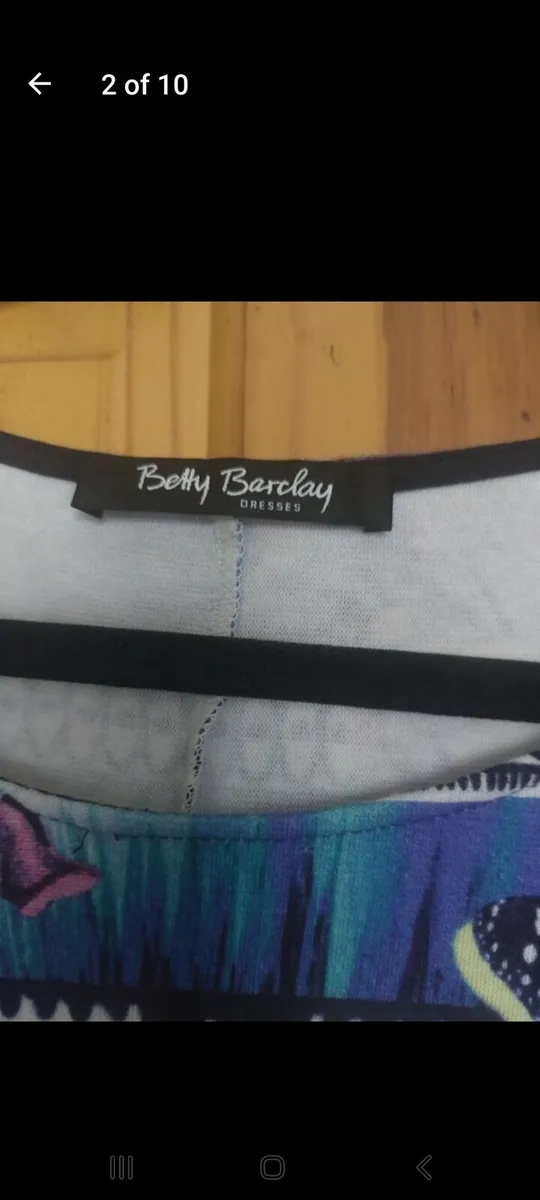 2 of 10
Betty Barclay
DRESSES